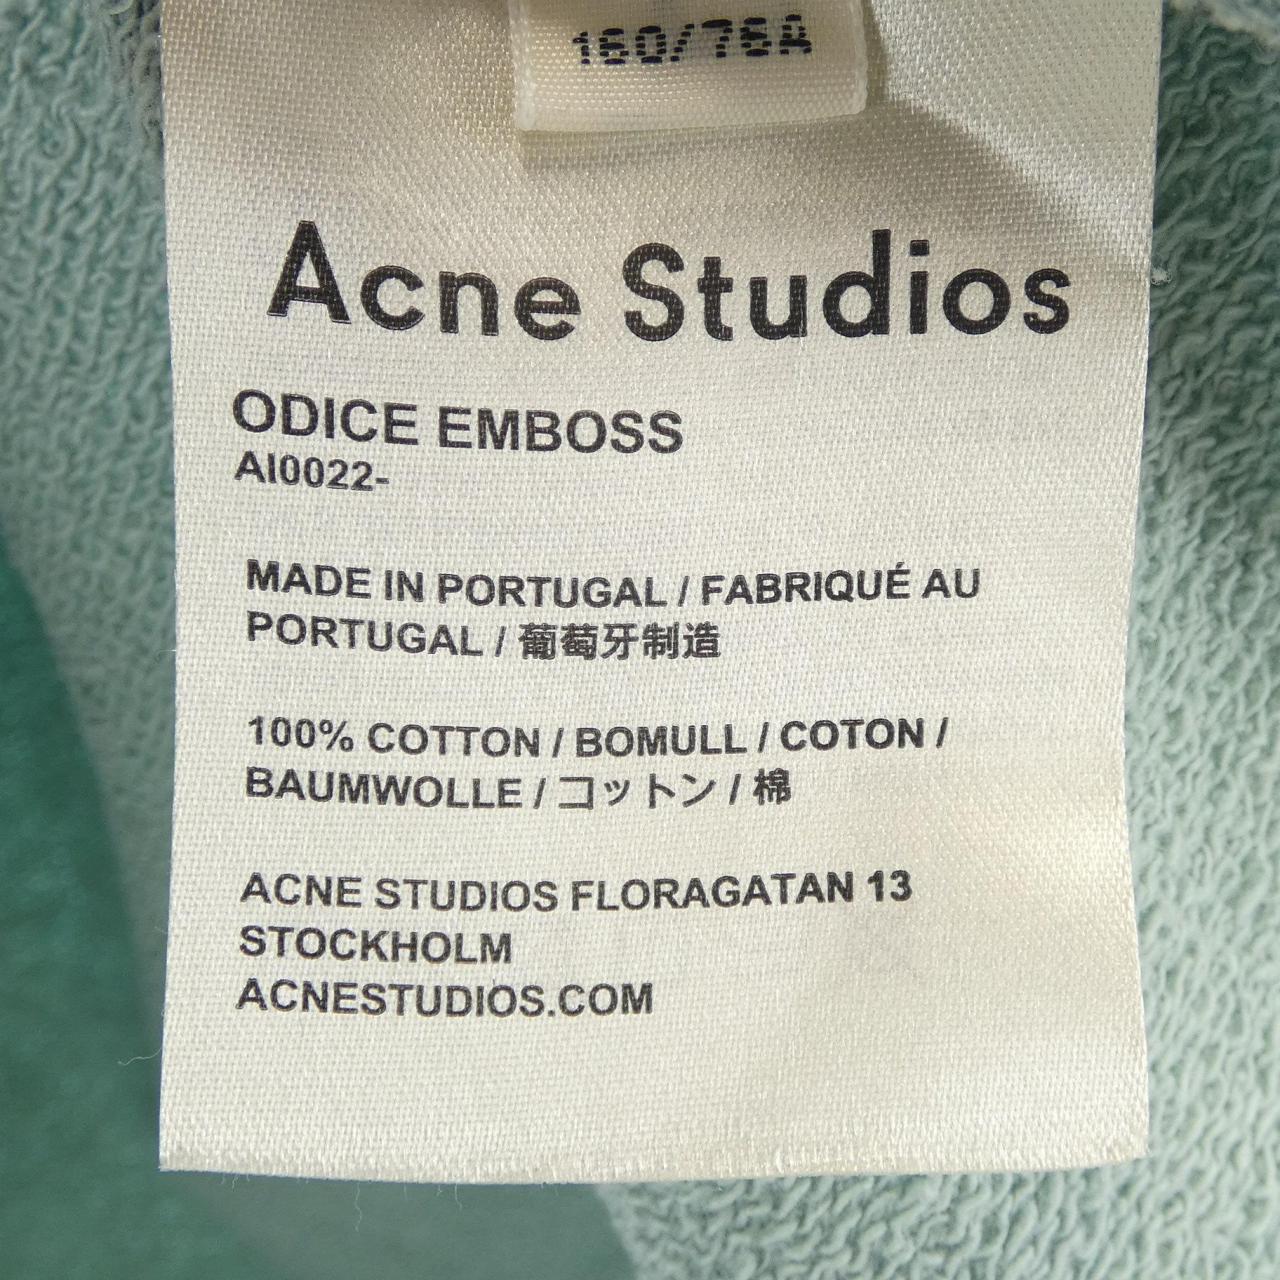 160/76A
Acne Studios
ODICE EMBOSS
AI0022-
MADE IN PORTUGAL / FABRIQUÉ AU
PORTUGAL / 葡萄牙制造
100% COTTON / BOMULL / COTON /
BAUMWOLLE / コットン / 棉
ACNE STUDIOS FLORAGATAN 13
STOCKHOLM
ACNESTUDIOS.COM